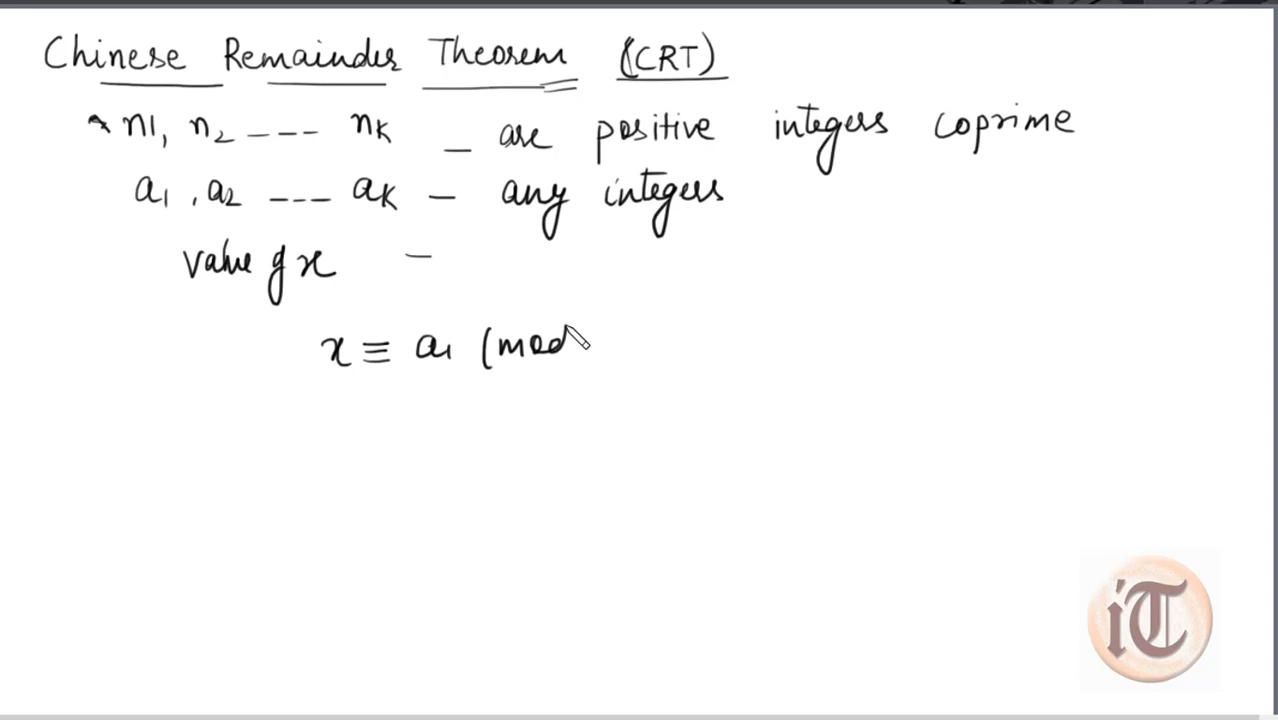 Chinese Remainder Theorem (CRT)
n1, n2 ---- nK _ are positive integers coprime
a1, a2 --- aK - any integers
value of x -
x ≡ a1 (mod
iT